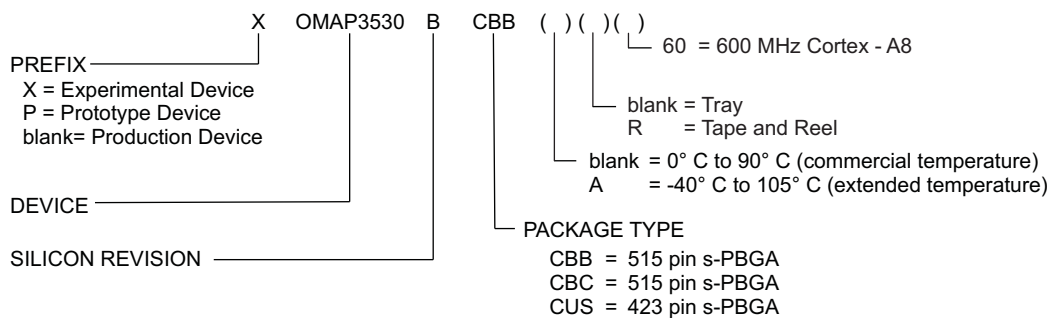 X OMAP3530 B CBB ( ) ( ) ( )
60 = 600 MHz Cortex - A8
PREFIX
X = Experimental Device
P = Prototype Device
blank= Production Device
blank = Tray
R = Tape and Reel
blank = 0° C to 90° C (commercial temperature)
A = -40° C to 105° C (extended temperature)
DEVICE
PACKAGE TYPE
SILICON REVISION
CBB = 515 pin s-PBGA
CBC = 515 pin s-PBGA
CUS = 423 pin s-PBGA